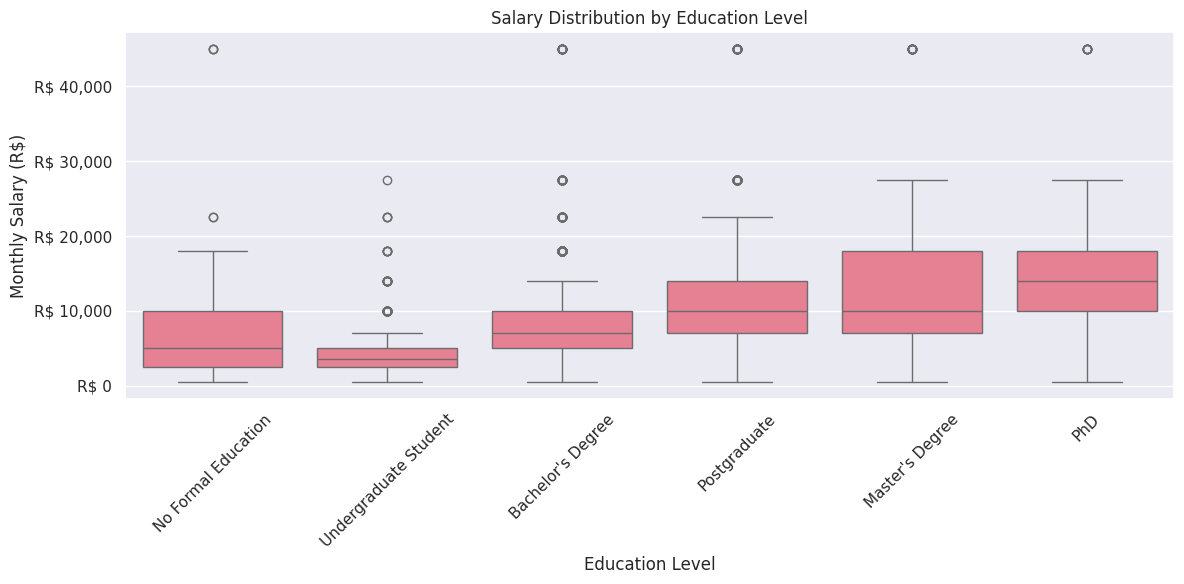 Salary Distribution by Education Level
Monthly Salary (R$)
R$ 40,000
R$ 30,000
R$ 20,000
R$ 10,000
R$ 0
No Formal Education
Undergraduate Student
Bachelor's Degree
Postgraduate
Master's Degree
PhD
Education Level